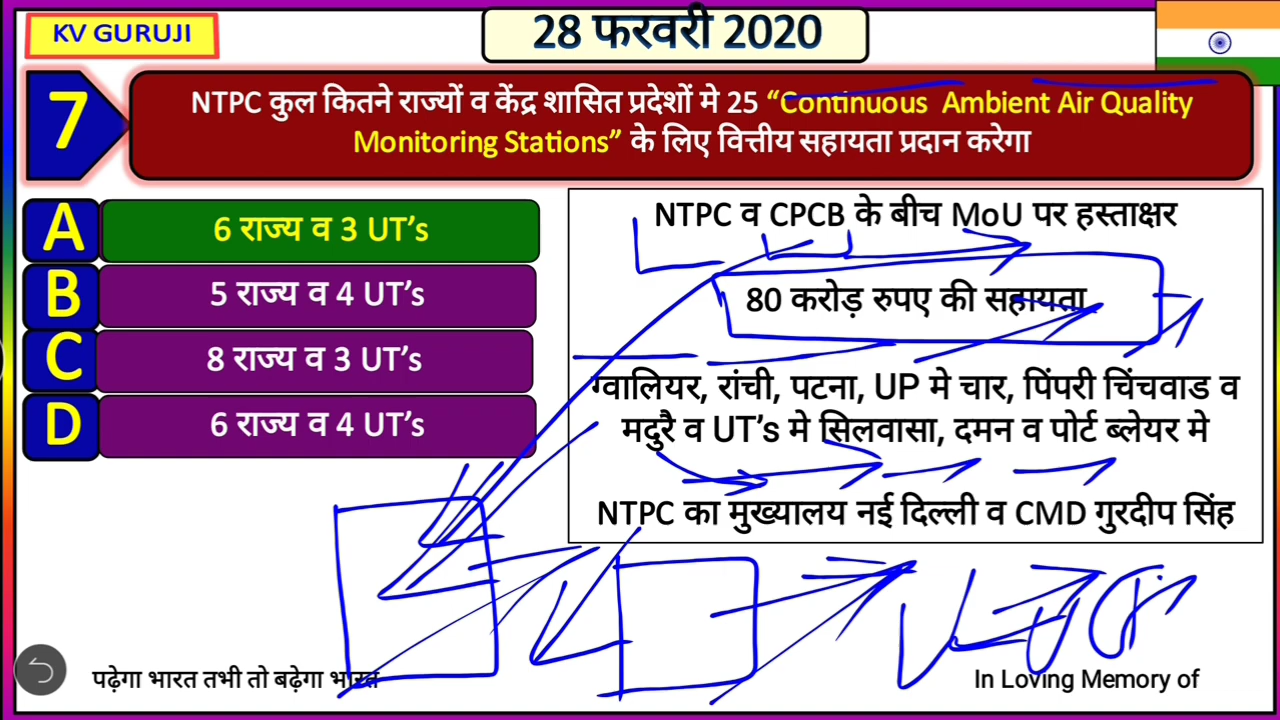 KV GURUJI
28 फरवरी 2020
7
NTPC कुल कितने राज्यों व केंद्र शासित प्रदेशों मे 25 “Continuous Ambient Air Quality
Monitoring Stations” के लिए वित्तीय सहायता प्रदान करेगा
A
6 राज्य व 3 UT’s
B
5 राज्य व 4 UT’s
C
8 राज्य व 3 UT’s
D
6 राज्य व 4 UT’s
NTPC व CPCB के बीच MoU पर हस्ताक्षर
80 करोड़ रुपए की सहायता
ग्वालियर, रांची, पटना, UP मे चार, पिंपरी चिंचवाड व
मदुरै व UT’s मे सिलवासा, दमन व पोर्ट ब्लेयर मे
NTPC का मुख्यालय नई दिल्ली व CMD गुरदीप सिंह
पढ़ेगा भारत तभी तो बढ़ेगा भारत
In Loving Memory of